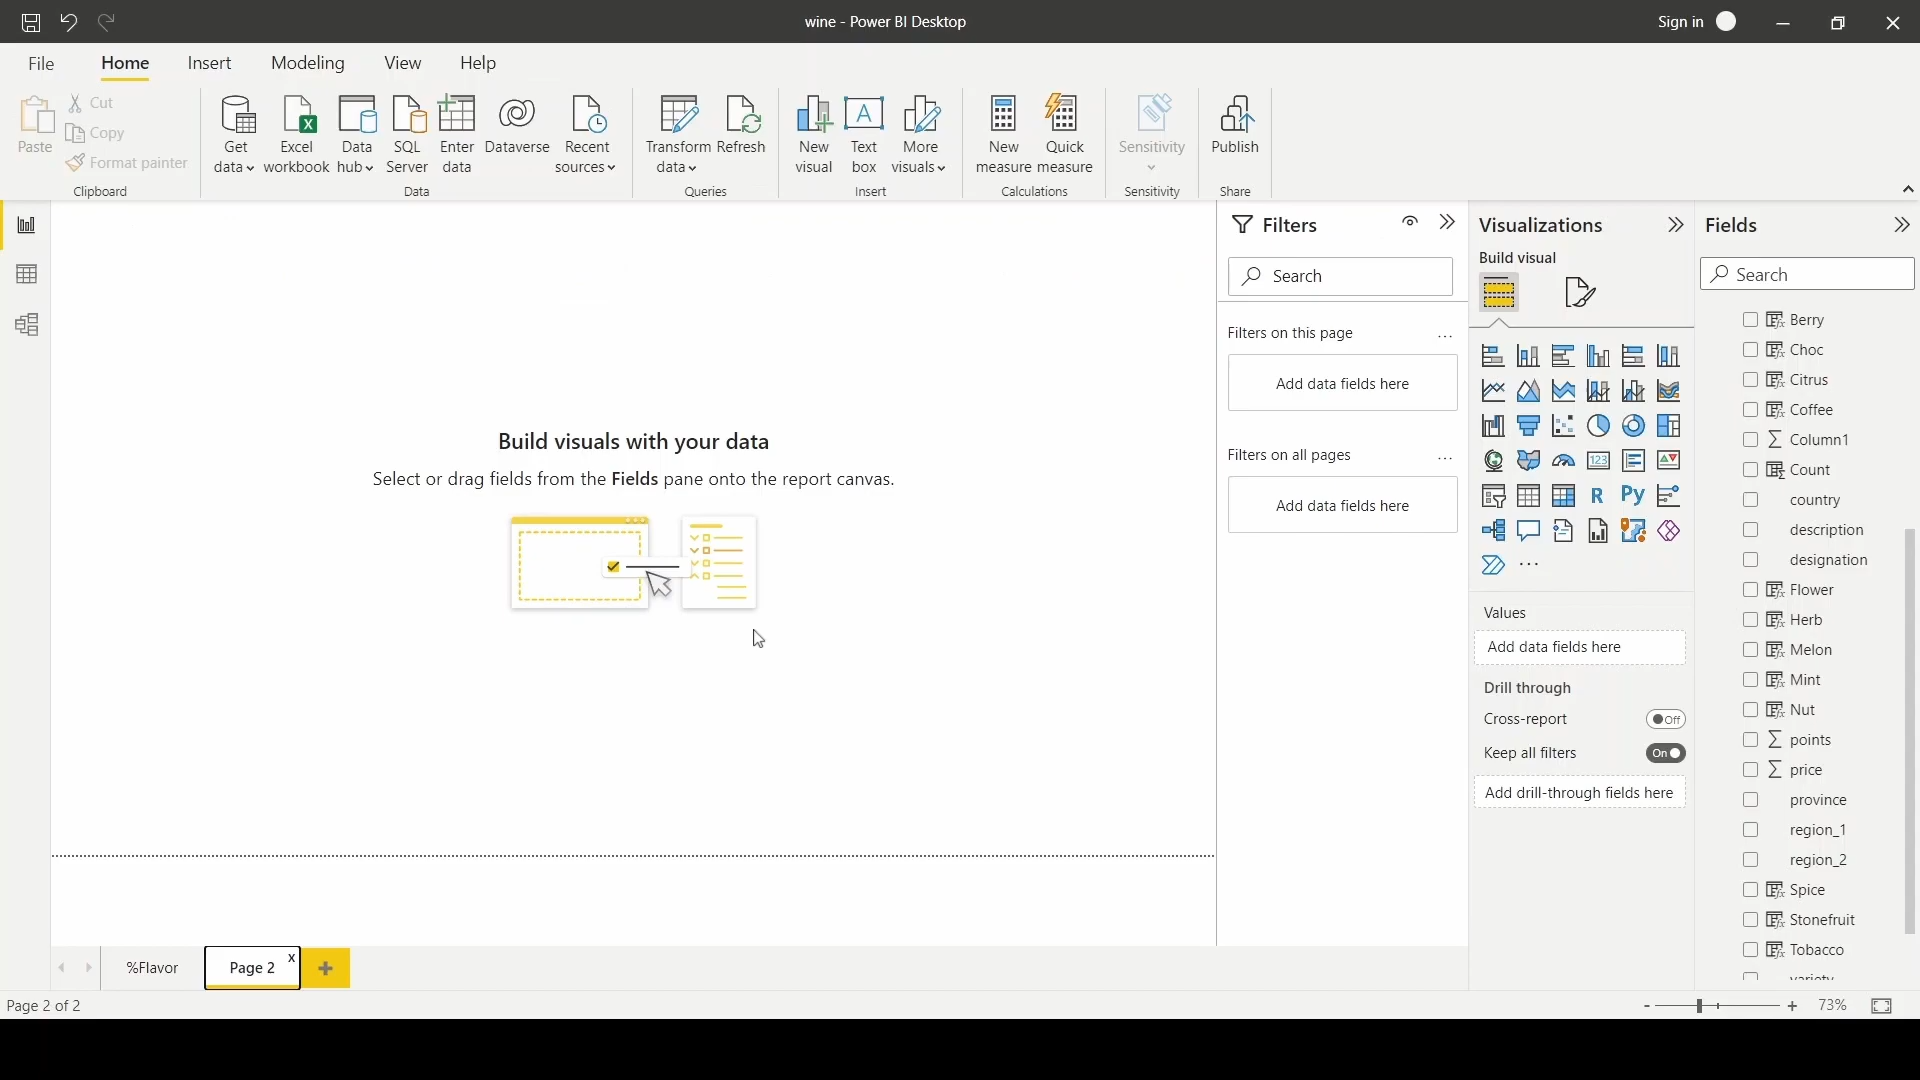 wine - Power BI Desktop
Sign in
File
Home
Insert
Modeling
View
Help
Paste
Cut
Copy
Format painter
Clipboard
Get data
Excel workbook
Data hub
SQL Server
Enter data
Dataverse
Recent sources
Data
Transform data
Refresh
Queries
New visual
A
Text box
More visuals
Insert
New measure
Quick measure
Calculations
Sensitivity
Sensitivity
Publish
Share
Build visuals with your data
Select or drag fields from the Fields pane onto the report canvas.
Filters
Search
Filters on this page
...
Add data fields here
Filters on all pages
...
Add data fields here
Visualizations
Build visual
123
R
Py
...
Values
Add data fields here
Drill through
Cross-report
Off
Keep all filters
On
Add drill-through fields here
Fields
Search
Berry
Choc
Citrus
Coffee
Column1
Count
country
description
designation
Flower
Herb
Melon
Mint
Nut
points
price
province
region_1
region_2
Spice
Stonefruit
Tobacco
variety
%Flavor
Page 2
x
+
Page 2 of 2
-
+
73%